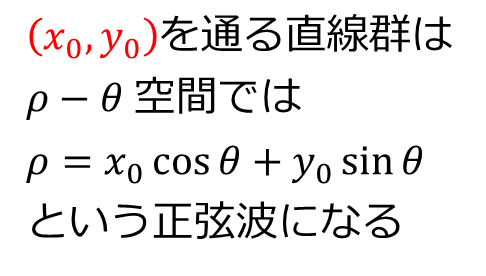 (x₀, y₀)を通る直線群は
ρ − θ 空間では
ρ = x₀ cos θ + y₀ sin θ
という正弦波になる